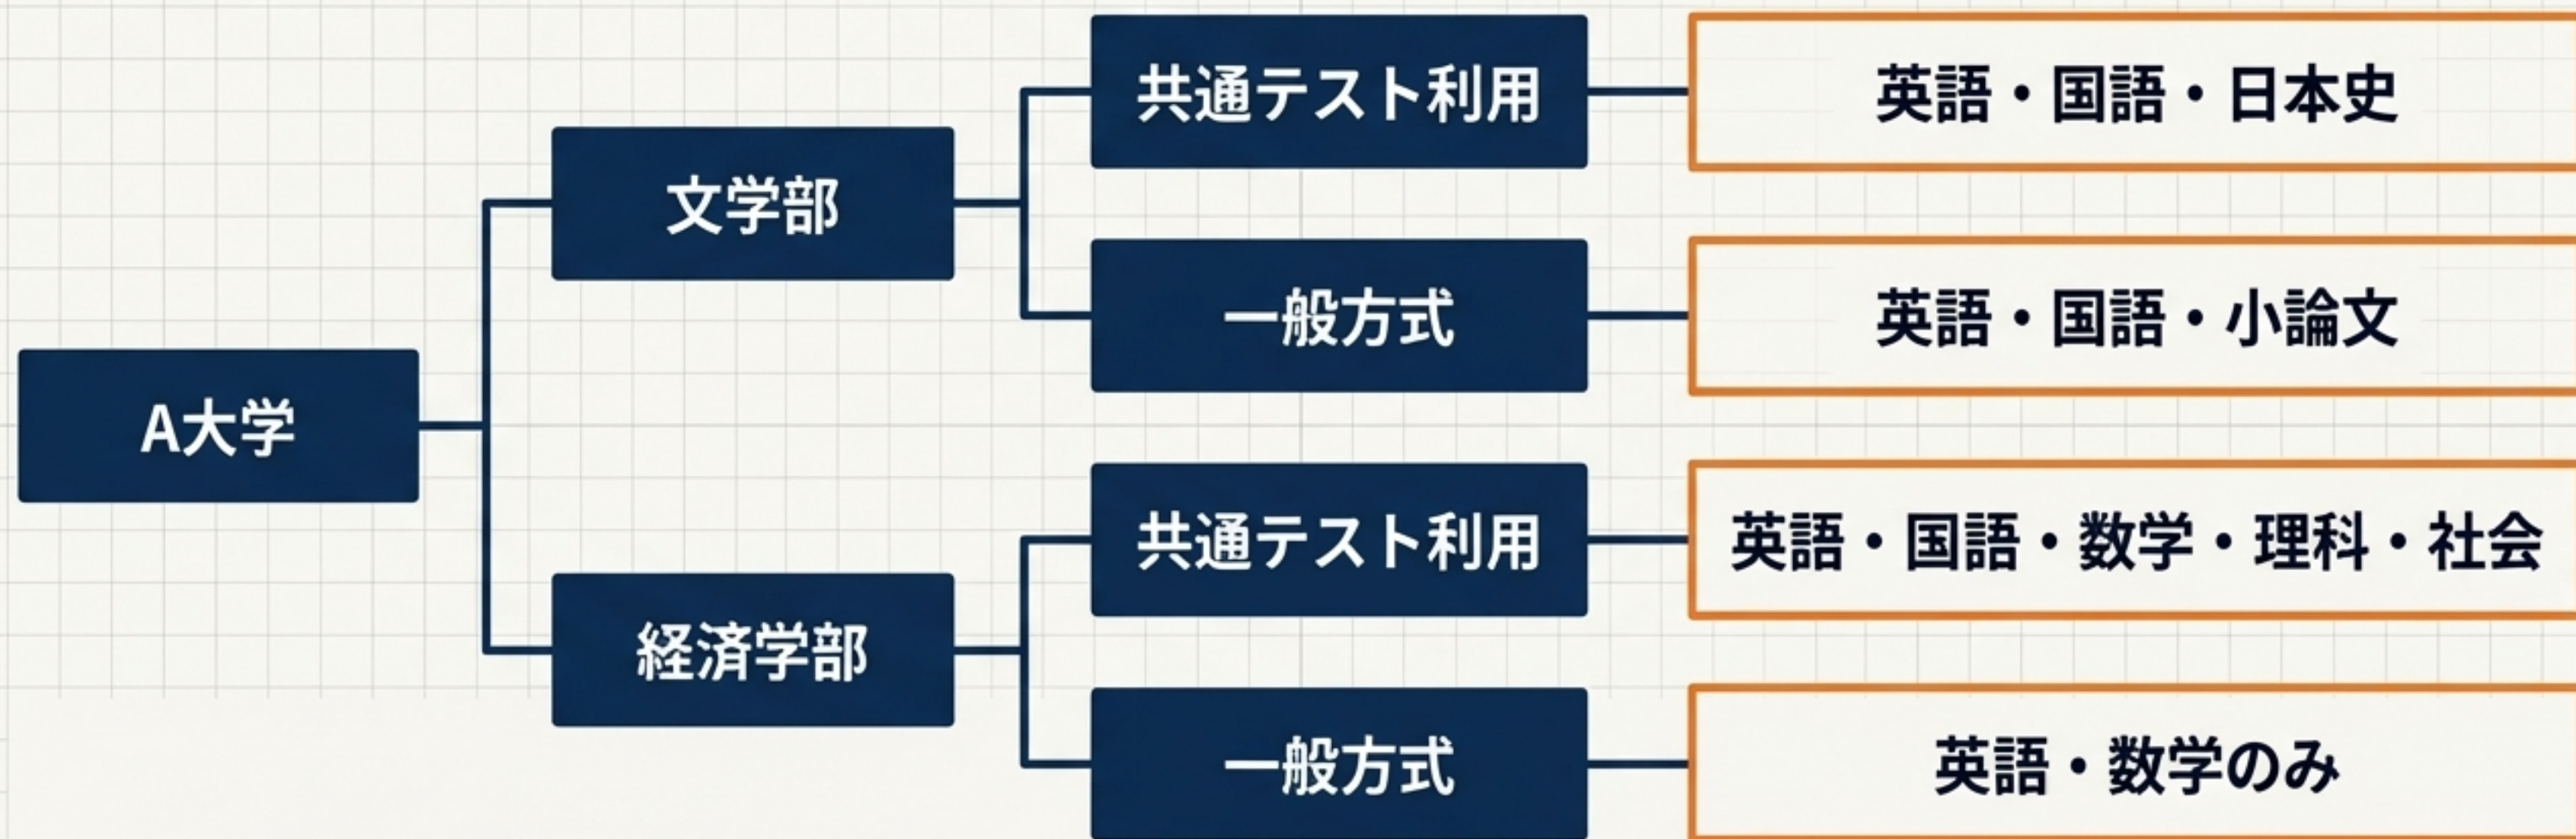 A大学
文学部
共通テスト利用
英語・国語・日本史
一般方式
英語・国語・小論文
経済学部
共通テスト利用
英語・国語・数学・理科・社会
一般方式
英語・数学のみ